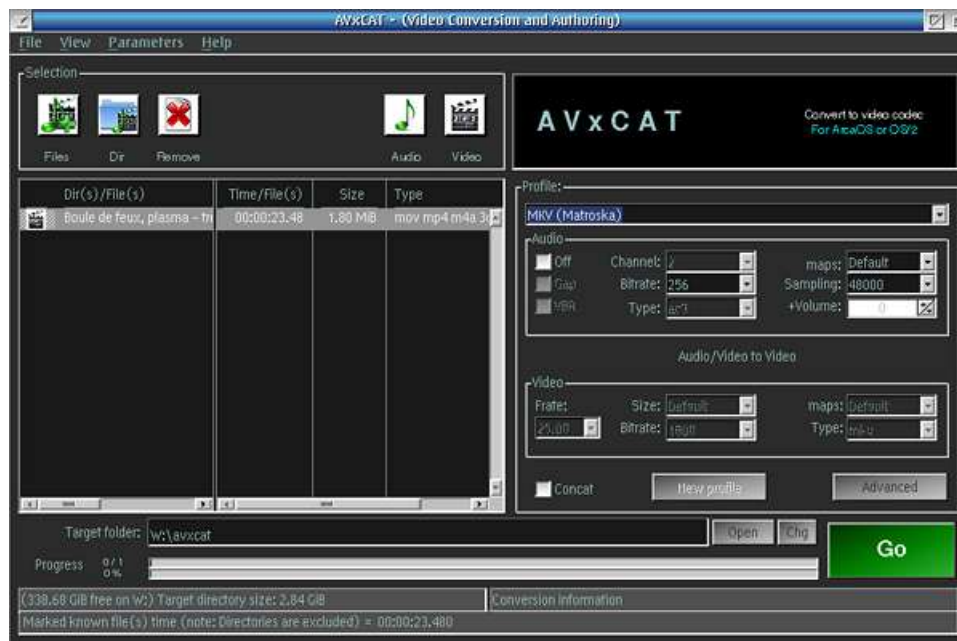 AVxCAT - (Video Conversion and Authoring)
File View Parameters Help
Selection
Files Dir Remove Audio Video
AVxCAT
Convert to video codec
For ArcaOS or OS/2
Dir(s)/File(s) Time/File(s) Size Type
Boule de feux, plasma - tr 00:00:23.48 1.80 MiB mov mp4 m4a 3g
Profile:
MKV (Matroska)
Audio
Off Channel: 2 maps: Default
Gap Bitrate: 256 Sampling: 48000
VBR Type: ac3 +Volume: 0
Audio/Video to Video
Video
Frate: Size: Default maps: Default
25.00 Bitrate: 1800 Type: mkv
Concat New profile Advanced
Target folder: W:\avxcat Open Chg Go
Progress 0/1
0%
(338.68 GiB free on W:) Target directory size: 2.84 GiB Conversion information
Marked known file(s) time (note: Directories are excluded) = 00:00:23.480